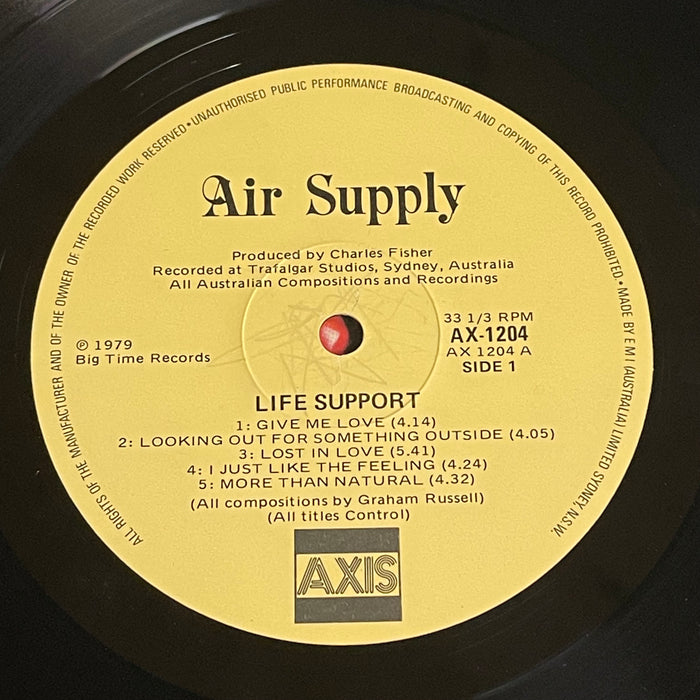 ALL RIGHTS OF THE MANUFACTURER AND OF THE OWNER OF THE RECORDED WORK RESERVED • UNAUTHORISED PUBLIC PERFORMANCE BROADCASTING AND COPYING OF THIS RECORD PROHIBITED. • MADE BY E M I (AUSTRALIA) LIMITED SYDNEY, N.S.W.
Air Supply
Produced by Charles Fisher
Recorded at Trafalgar Studios, Sydney, Australia
All Australian Compositions and Recordings
℗ 1979
Big Time Records
33 1/3 RPM
AX-1204
AX 1204 A
SIDE 1
LIFE SUPPORT
1: GIVE ME LOVE (4.14)
2: LOOKING OUT FOR SOMETHING OUTSIDE (4.05)
3: LOST IN LOVE (5.41)
4: I JUST LIKE THE FEELING (4.24)
5: MORE THAN NATURAL (4.32)
(All compositions by Graham Russell)
(All titles Control)
AXIS